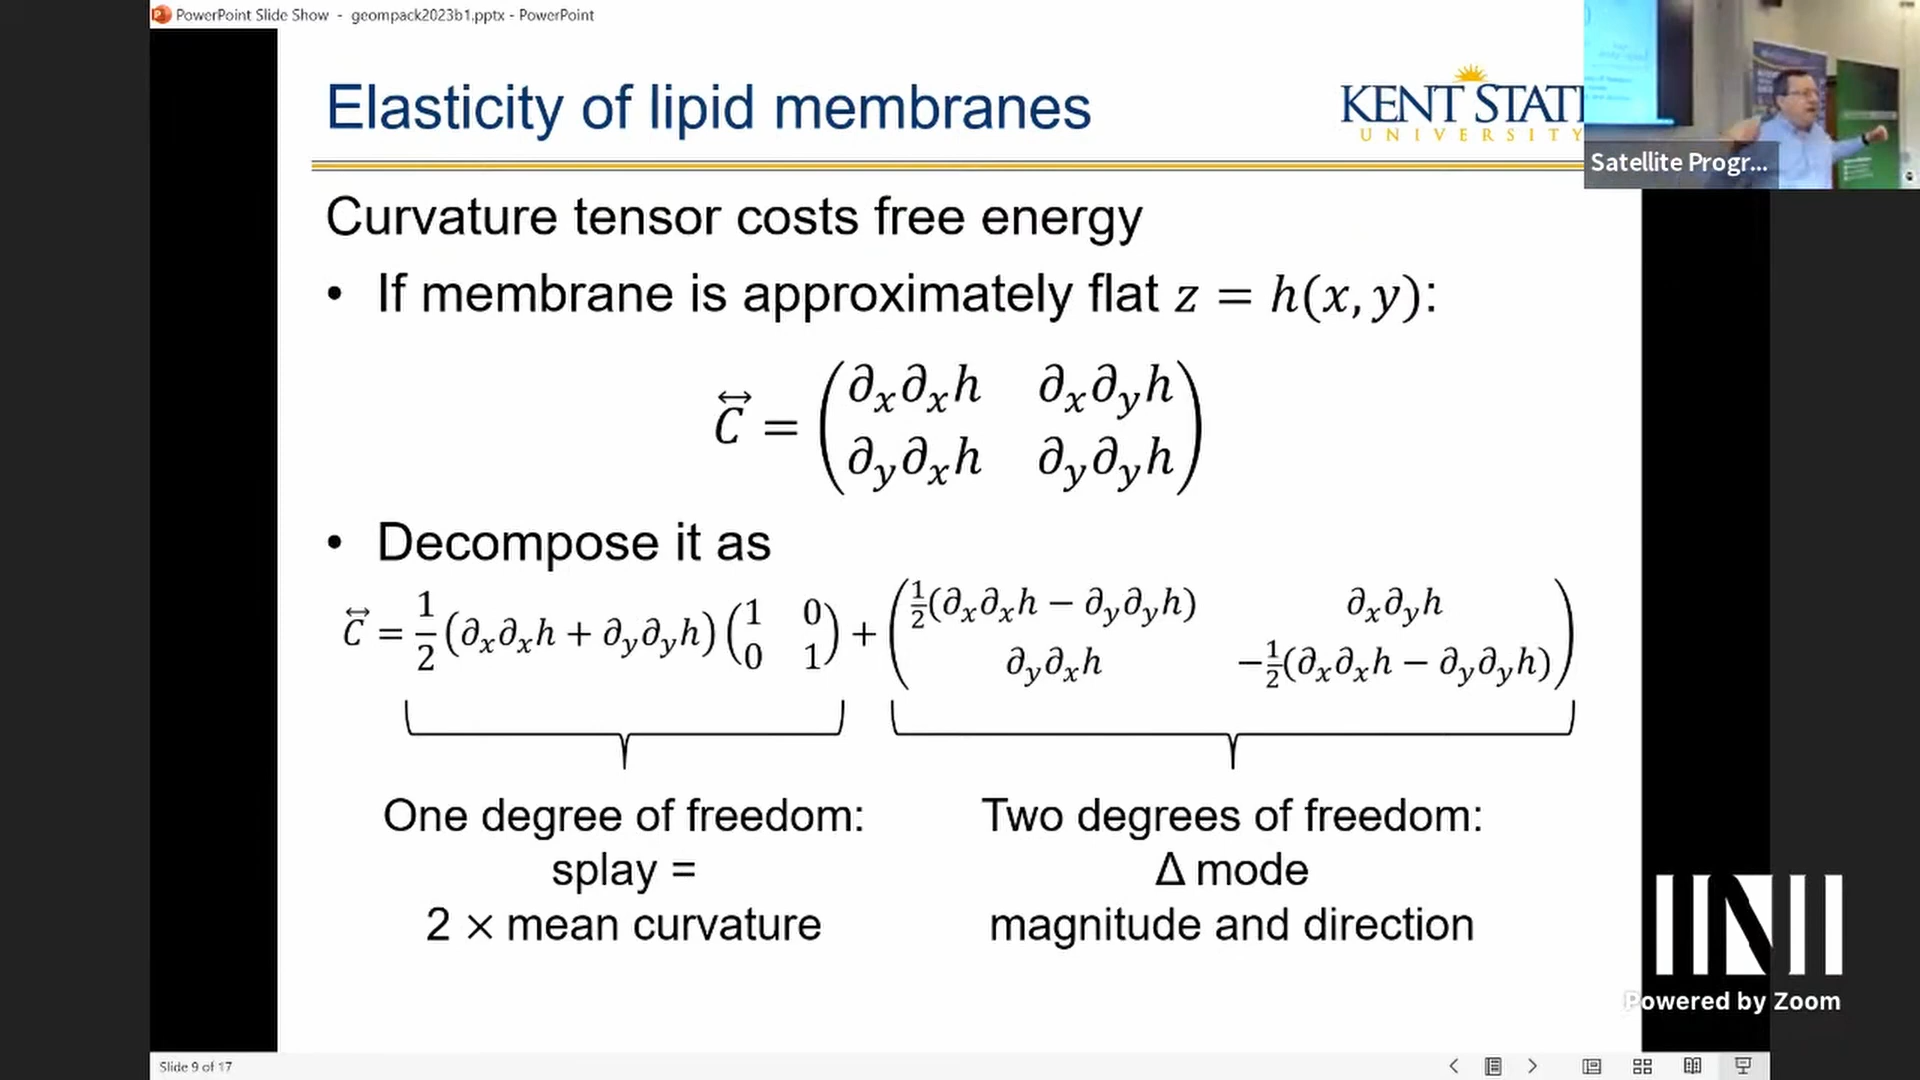 PowerPoint Slide Show - geompack2023b1.pptx - PowerPoint
Elasticity of lipid membranes
KENT STAT
UNIVERSITY
Satellite Progr...
Curvature tensor costs free energy
• If membrane is approximately flat z = h(x, y):
C↔ = (∂x∂xh ∂x∂yh
∂y∂xh ∂y∂yh)
• Decompose it as
C↔ = 1/2 (∂x∂xh + ∂y∂yh) (1 0
0 1) + (1/2(∂x∂xh − ∂y∂yh) ∂x∂yh
∂y∂xh −1/2(∂x∂xh − ∂y∂yh))
One degree of freedom:
splay =
2 × mean curvature
Two degrees of freedom:
Δ mode
magnitude and direction
Powered by Zoom
Slide 9 of 17